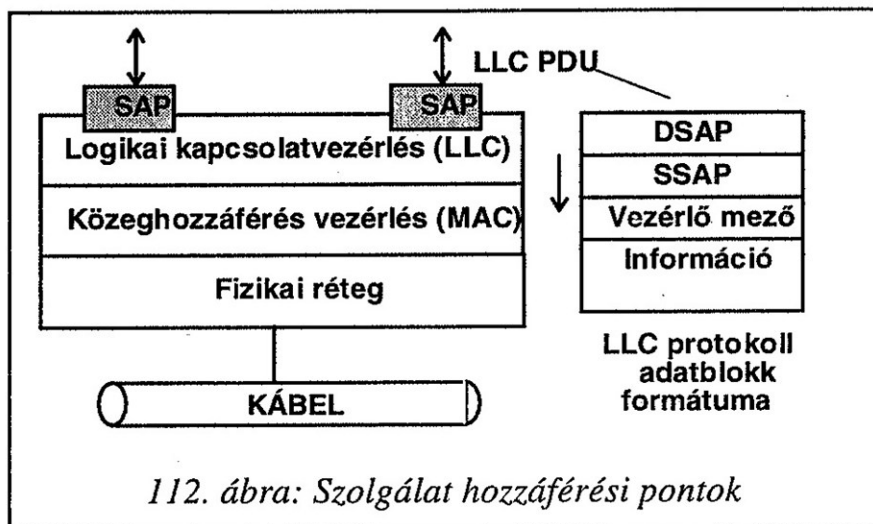 LLC PDU
SAP SAP
Logikai kapcsolatvezérlés (LLC)
Közeghozzáférés vezérlés (MAC)
Fizikai réteg
KÁBEL
DSAP
SSAP
Vezérlő mező
Információ
LLC protokoll
adatblokk
formátuma
112. ábra: Szolgálat hozzáférési pontok